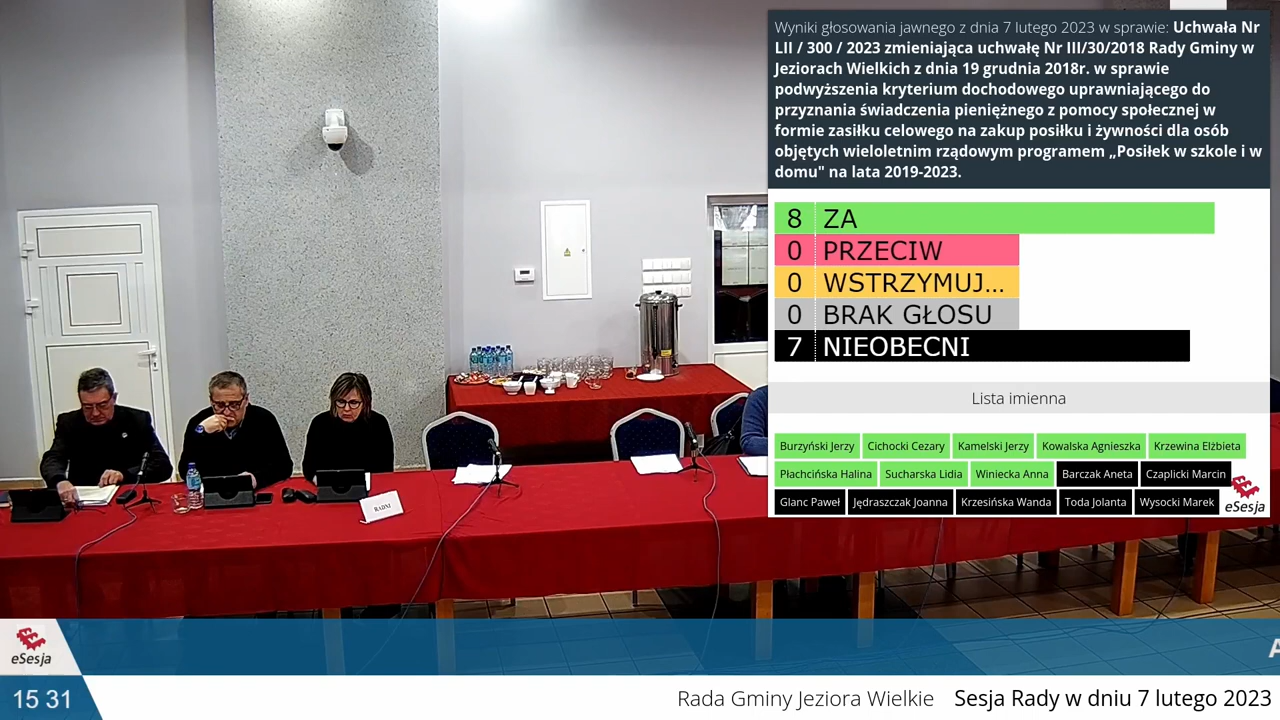 Wyniki głosowania jawnego z dnia 7 lutego 2023 w sprawie: Uchwała Nr
LII / 300 / 2023 zmieniająca uchwałę Nr III/30/2018 Rady Gminy w
Jeziorach Wielkich z dnia 19 grudnia 2018r. w sprawie
podwyższenia kryterium dochodowego uprawniającego do
przyznania świadczenia pieniężnego z pomocy społecznej w
formie zasiłku celowego na zakup posiłku i żywności dla osób
objętych wieloletnim rządowym programem „Posiłek w szkole i w
domu" na lata 2019-2023.
8 ZA
0 PRZECIW
0 WSTRZYMUJ...
0 BRAK GŁOSU
7 NIEOBECNI
Lista imienna
Burzyński Jerzy Cichocki Cezary Kamelski Jerzy Kowalska Agnieszka Krzewina Elżbieta
Płachcińska Halina Sucharska Lidia Winiecka Anna Barczak Aneta Czaplicki Marcin
Glanc Paweł Jędraszczak Joanna Krzesińska Wanda Toda Jolanta Wysocki Marek
eSesja
RADNI
eSesja
A
15 31
Rada Gminy Jeziora Wielkie Sesja Rady w dniu 7 lutego 2023